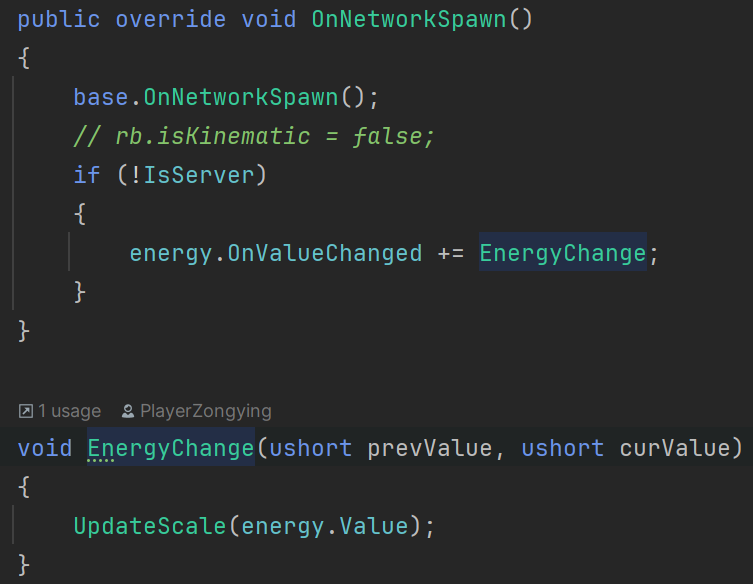 public override void OnNetworkSpawn()
{
base.OnNetworkSpawn();
// rb.isKinematic = false;
if (!IsServer)
{
energy.OnValueChanged += EnergyChange;
}
}
1 usage PlayerZongying
void EnergyChange(ushort prevValue, ushort curValue)
{
UpdateScale(energy.Value);
}